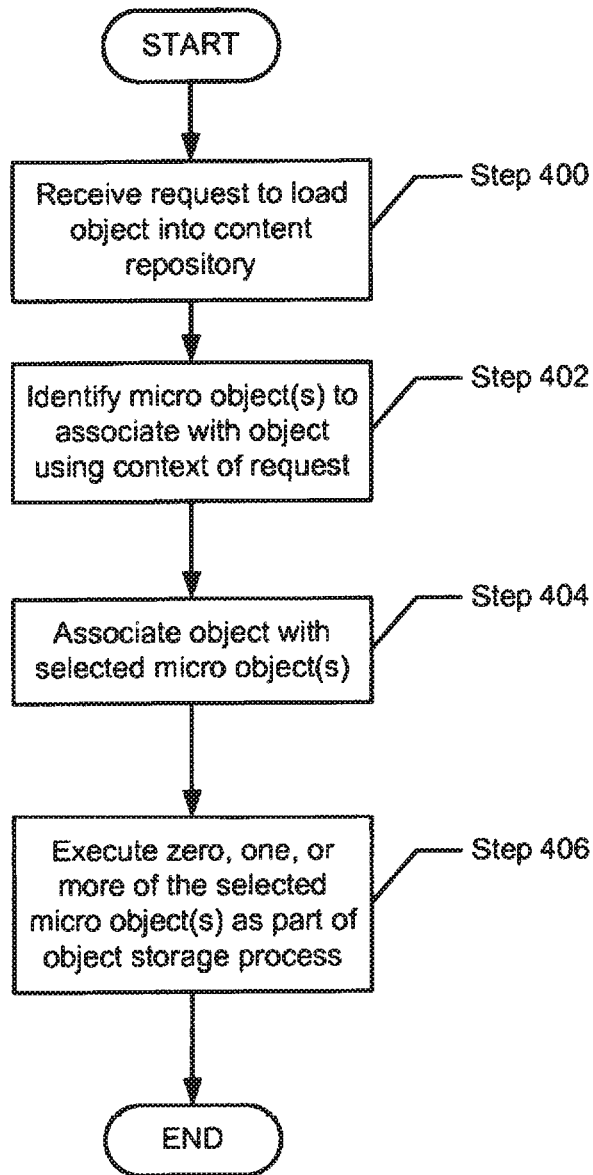 START
Receive request to load
object into content
repository
Step 400
Identify micro object(s) to
associate with object
using context of request
Step 402
Associate object with
selected micro object(s)
Step 404
Execute zero, one, or
more of the selected
micro object(s) as part of
object storage process
Step 406
END